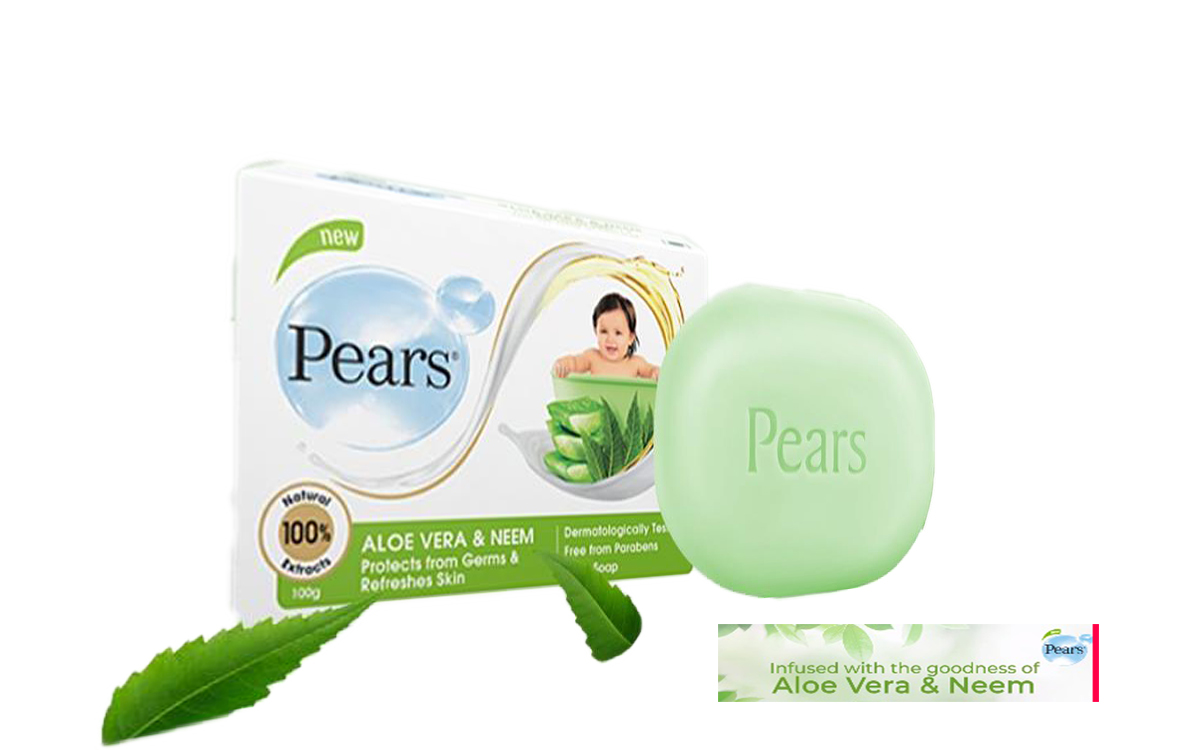 new
Pears®
Natural
100%
Extracts
100g
ALOE VERA & NEEM
Protects from Germs &
Refreshes Skin
Dermatologically
Free from Parabens
Soap
Pears
Pears
Infused with the goodness of
Aloe Vera & Neem